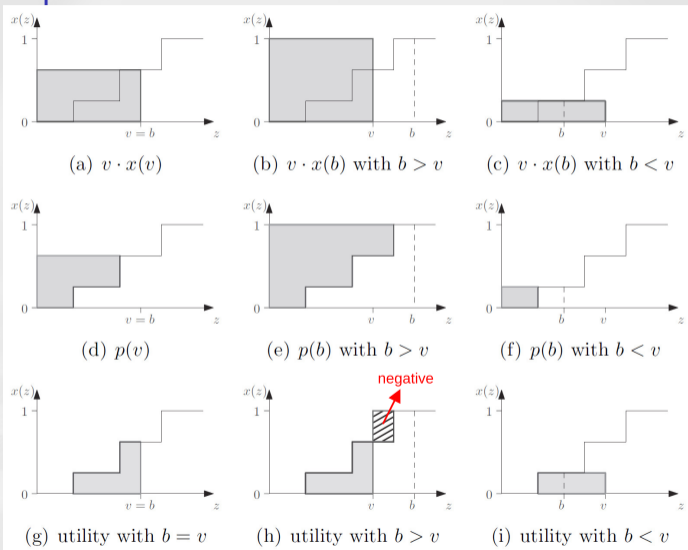 x(z) x(z) x(z)
1 1 1
0 0 0
v = b z v b z b v z
(a) v · x(v) (b) v · x(b) with b > v (c) v · x(b) with b < v
x(z) x(z) x(z)
1 1 1
0 0 0
v = b z v b z b v z
(d) p(v) (e) p(b) with b > v (f) p(b) with b < v
negative
x(z) x(z) x(z)
1 1 1
0 0 0
v = b z v b z b v z
(g) utility with b = v (h) utility with b > v (i) utility with b < v